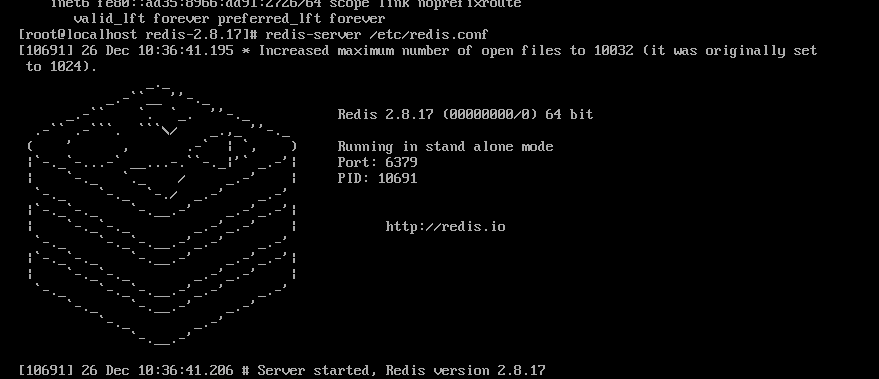 inet6 fe80::ad35:8966:dd91:2726/64 scope link noprefixroute
valid_lft forever preferred_lft forever
[root@localhost redis-2.8.17]# redis-server /etc/redis.conf
[10691] 26 Dec 10:36:41.195 * Increased maximum number of open files to 10032 (it was originally set
to 1024).
Redis 2.8.17 (00000000/0) 64 bit
Running in stand alone mode
Port: 6379
PID: 10691
http://redis.io
[10691] 26 Dec 10:36:41.206 # Server started, Redis version 2.8.17